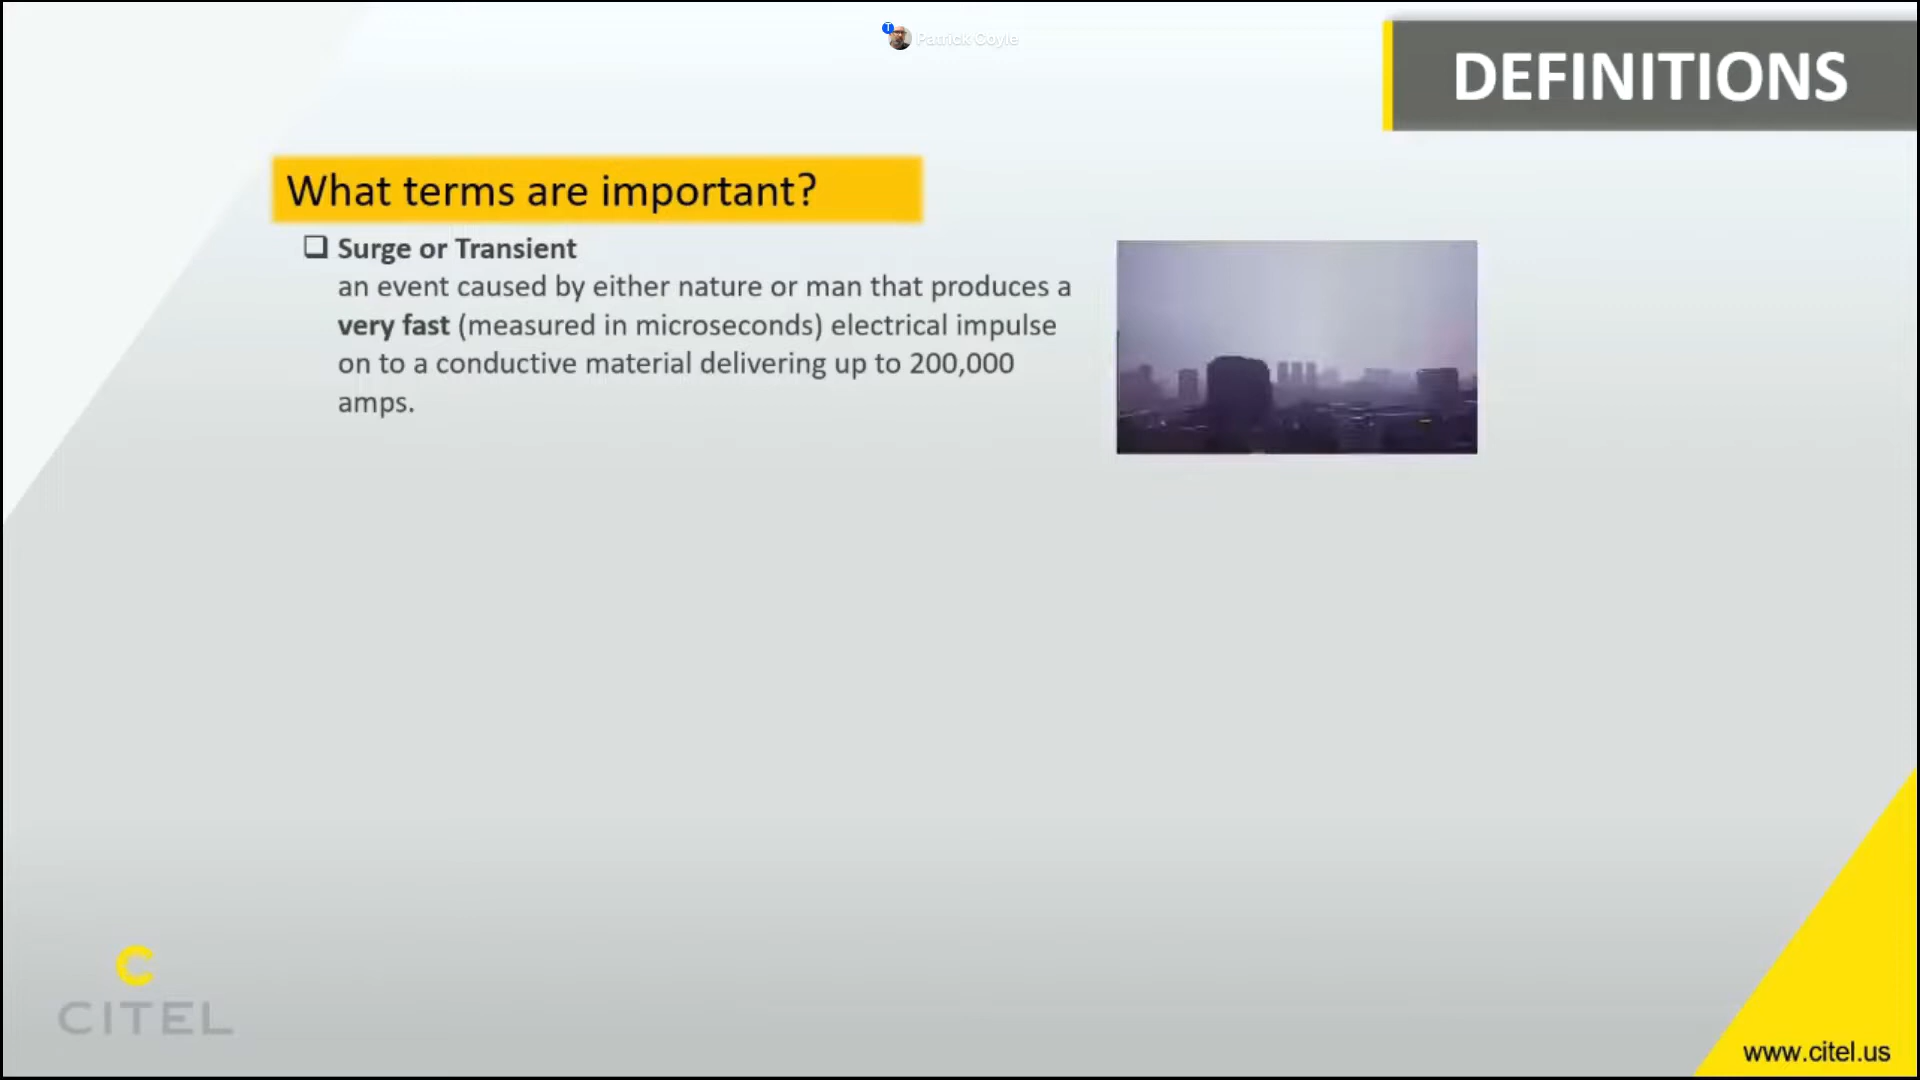 Patrick Coyle
DEFINITIONS
What terms are important?
Surge or Transient
an event caused by either nature or man that produces a
very fast (measured in microseconds) electrical impulse
on to a conductive material delivering up to 200,000
amps.
C
CITEL
www.citel.us